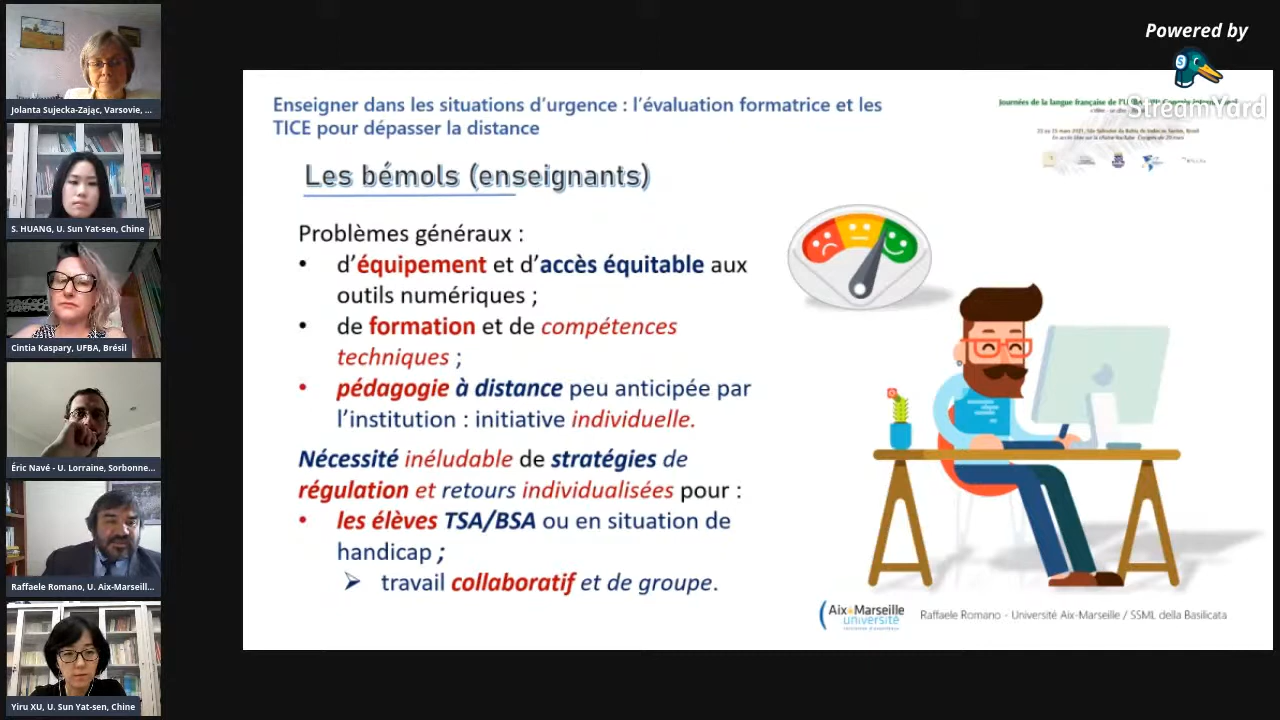 Powered by
StreamYard
Jolanta Sujecka-Zając, Varsovie, ...
S. HUANG, U. Sun Yat-sen, Chine
Cintia Kaspary, UFBA, Brésil
Éric Navé - U. Lorraine, Sorbonne...
Raffaele Romano, U. Aix-Marseill...
Yiru XU, U. Sun Yat-sen, Chine
Enseigner dans les situations d'urgence : l'évaluation formatrice et les
TICE pour dépasser la distance
Journées de la langue française de
Les bémols (enseignants)
Problèmes généraux :
• d'équipement et d'accès équitable aux
outils numériques ;
• de formation et de compétences
techniques ;
• pédagogie à distance peu anticipée par
l'institution : initiative individuelle.
Nécessité inéludable de stratégies de
régulation et retours individualisées pour :
• les élèves TSA/BSA ou en situation de
handicap ;
➢ travail collaboratif et de groupe.
Aix*Marseille
université
Raffaele Romano - Université Aix-Marseille / SSML della Basilicata